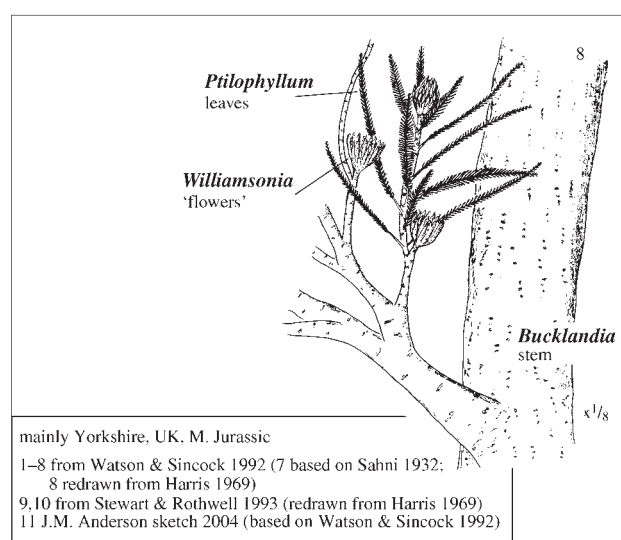 8
Ptilophyllum
leaves
Williamsonia
‘flowers’
Bucklandia
stem
x1/8
mainly Yorkshire, UK, M. Jurassic
1–8 from Watson & Sincock 1992 (7 based on Sahni 1932;
8 redrawn from Harris 1969)
9,10 from Stewart & Rothwell 1993 (redrawn from Harris 1969)
11 J.M. Anderson sketch 2004 (based on Watson & Sincock 1992)